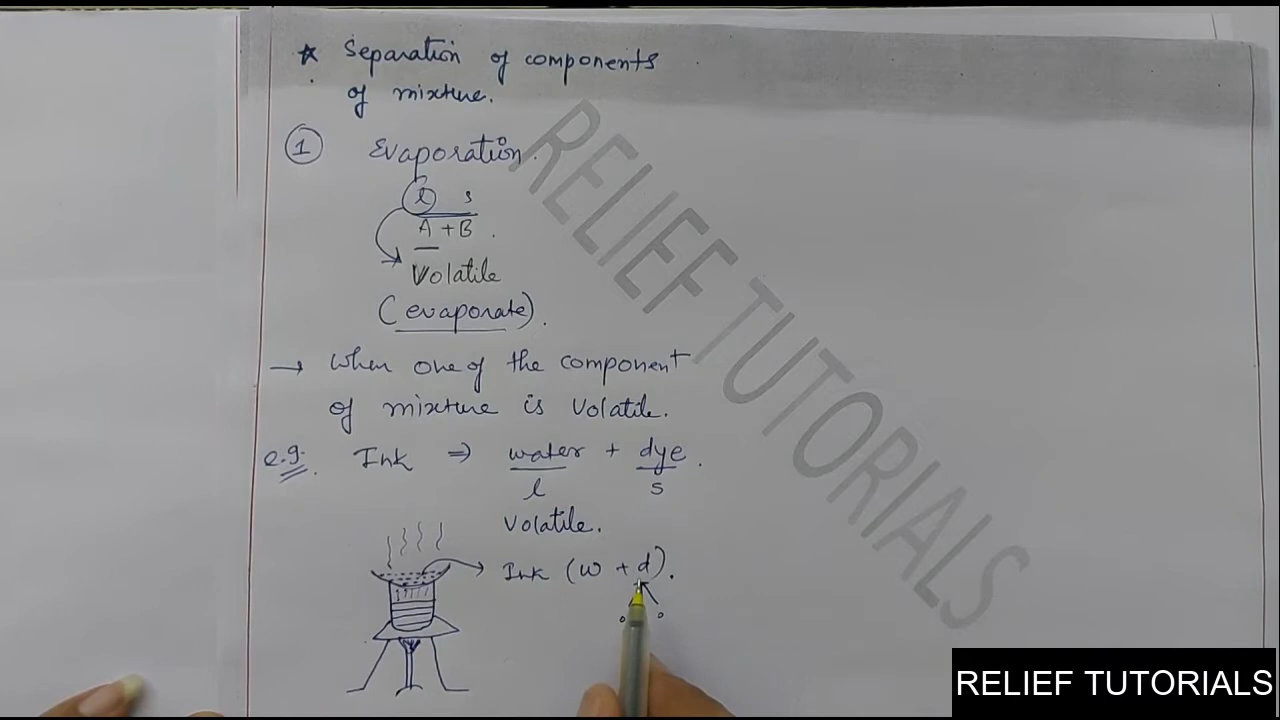 * Separation of components
of mixture.
1 Evaporation.
l s
A + B.
Volatile
(evaporate).
→ When one of the component
of mixture is Volatile.
e.g. Ink ⇒ water + dye.
l s
Volatile.
→ Ink (w + d).
RELIEF TUTORIALS
RELIEF TUTORIALS